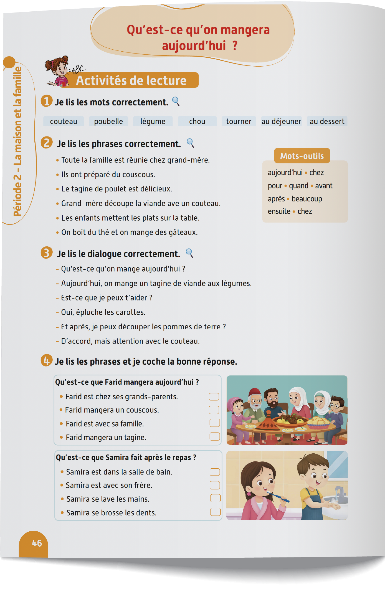 Qu'est-ce qu'on mangera
aujourd'hui ?
Période 2 - La maison et la famille
Activités de lecture
1 Je lis les mots correctement.
couteau poubelle légume chou tourner au déjeuner au dessert
2 Je lis les phrases correctement.
• Toute la famille est réunie chez grand-mère.
• Ils ont préparé du couscous.
• Le tagine de poulet est délicieux.
• Grand-mère découpe la viande ave un couteau.
• Les enfants mettent les plats sur la table.
• On boit du thé et on mange des gâteaux.
Mots-outils
aujourd'hui • chez
pour • quand • avant
après • beaucoup
ensuite • chez
3 Je lis le dialogue correctement.
- Qu'est-ce qu'on mange aujourd'hui ?
- Aujourd'hui, on mange un tagine de viande aux légumes.
- Est-ce que je peux t'aider ?
- Oui, épluche les carottes.
- Et après, je peux découper les pommes de terre ?
- D'accord, mais attention avec le couteau.
4 Je lis les phrases et je coche la bonne réponse.
Qu'est-ce que Farid mangera aujourd'hui ?
• Farid est chez ses grands-parents.
• Farid mangera un couscous.
• Farid est avec sa famille.
• Farid mangera un tagine.
Qu'est-ce que Samira fait après le repas ?
• Samira est dans la salle de bain.
• Samira est avec son frère.
• Samira se lave les mains.
• Samira se brosse les dents.
46